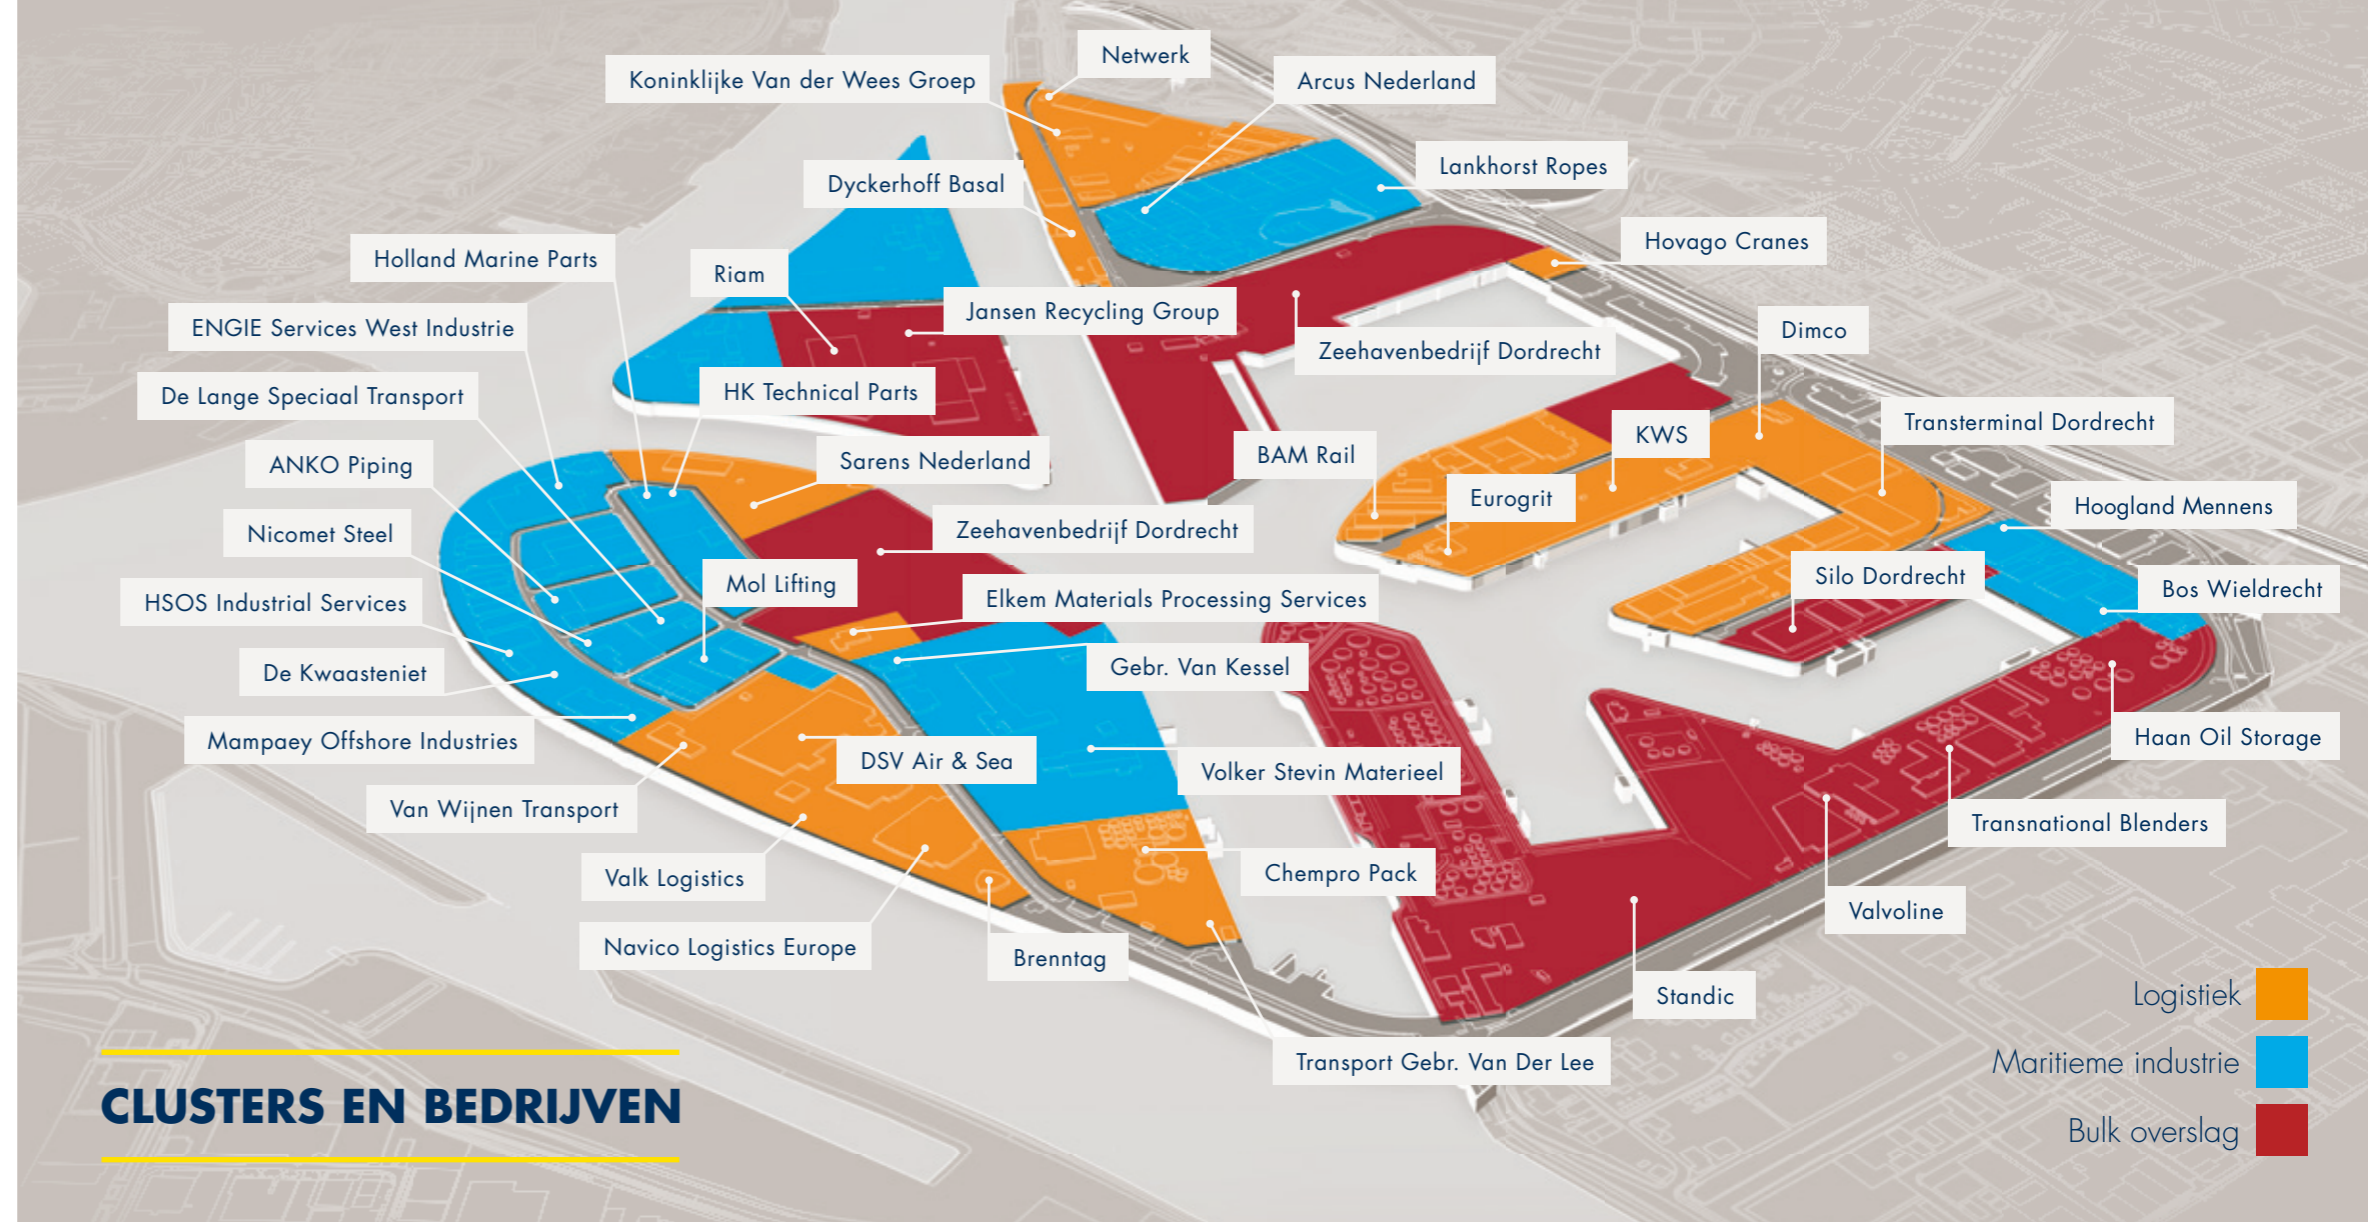 Netwerk
Koninklijke Van der Wees Groep
Arcus Nederland
Lankhorst Ropes
Dyckerhoff Basal
Hovago Cranes
Holland Marine Parts
Riam
Jansen Recycling Group
ENGIE Services West Industrie
Dimco
Zeehavenbedrijf Dordrecht
De Lange Speciaal Transport
HK Technical Parts
Transterminal Dordrecht
KWS
BAM Rail
ANKO Piping
Sarens Nederland
Eurogrit
Hoogland Mennens
Nicomet Steel
Zeehavenbedrijf Dordrecht
Silo Dordrecht
Mol Lifting
Bos Wieldrecht
HSOS Industrial Services
Elkem Materials Processing Services
De Kwaasteniet
Gebr. Van Kessel
Mampaey Offshore Industries
Haan Oil Storage
DSV Air & Sea
Volker Stevin Materieel
Van Wijnen Transport
Transnational Blenders
Valk Logistics
Chempro Pack
Valvoline
Navico Logistics Europe
Brenntag
Standic
Transport Gebr. Van Der Lee
Logistiek
Maritieme industrie
Bulk overslag
CLUSTERS EN BEDRIJVEN